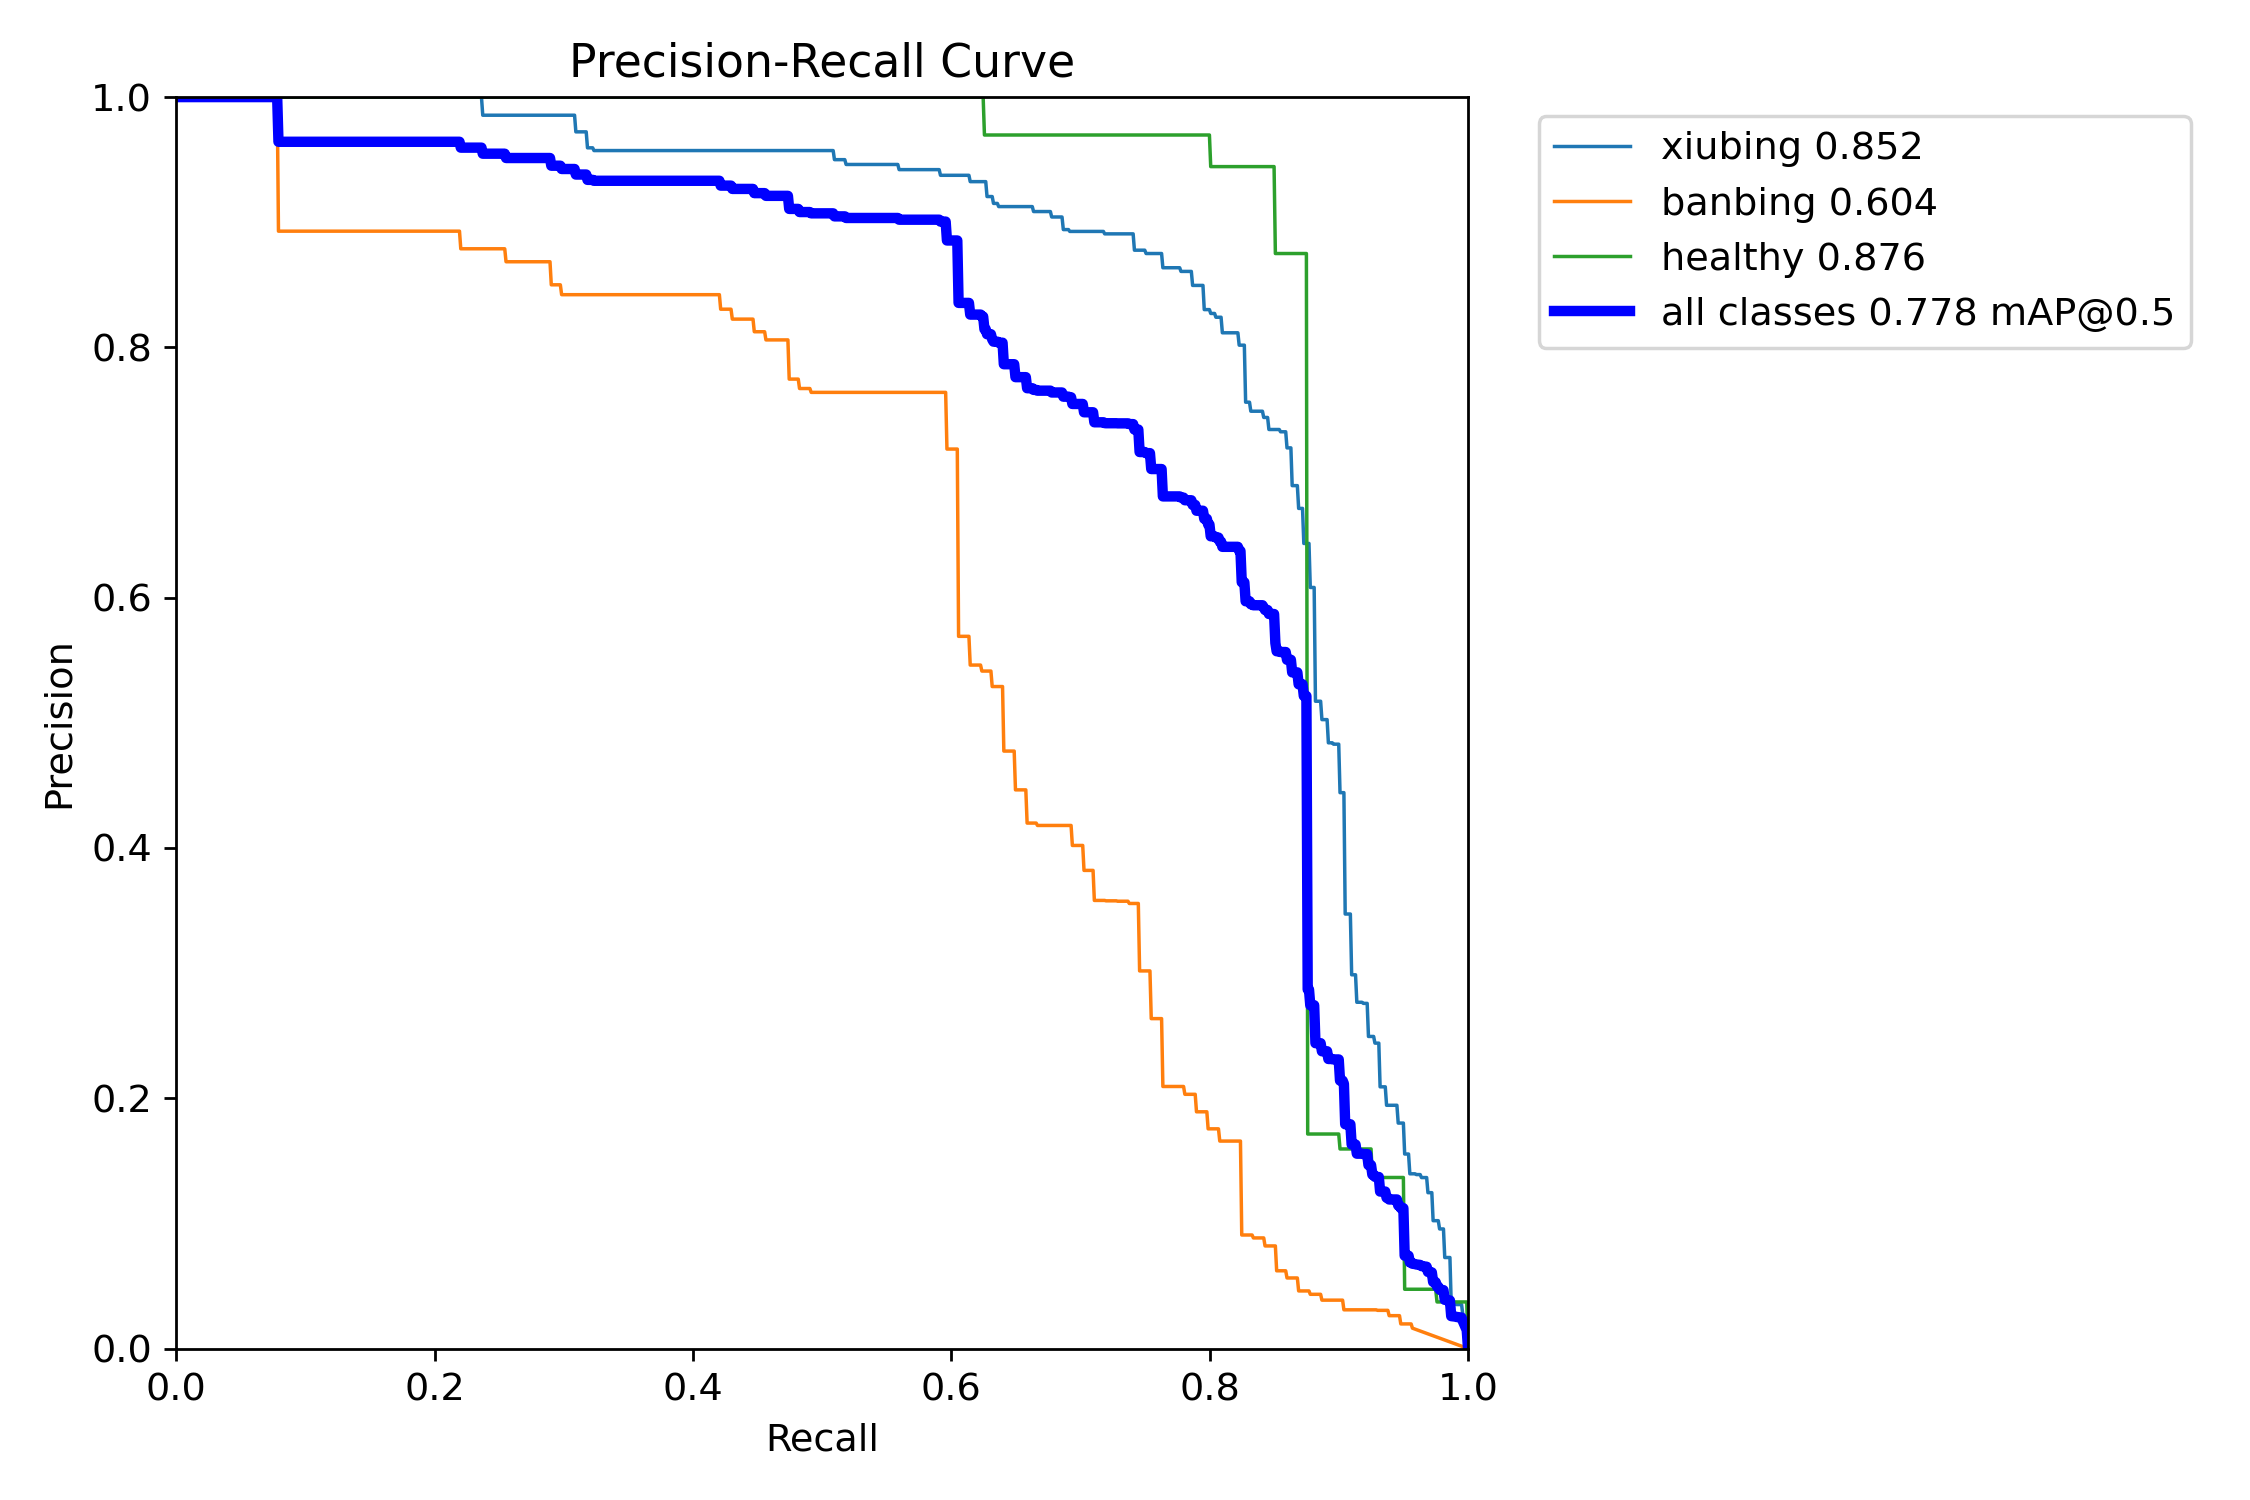 Precision-Recall Curve
1.0
0.8
0.6
0.4
0.2
0.0
Precision
0.0 0.2 0.4 0.6 0.8 1.0
Recall
xiubing 0.852
banbing 0.604
healthy 0.876
all classes 0.778 mAP@0.5